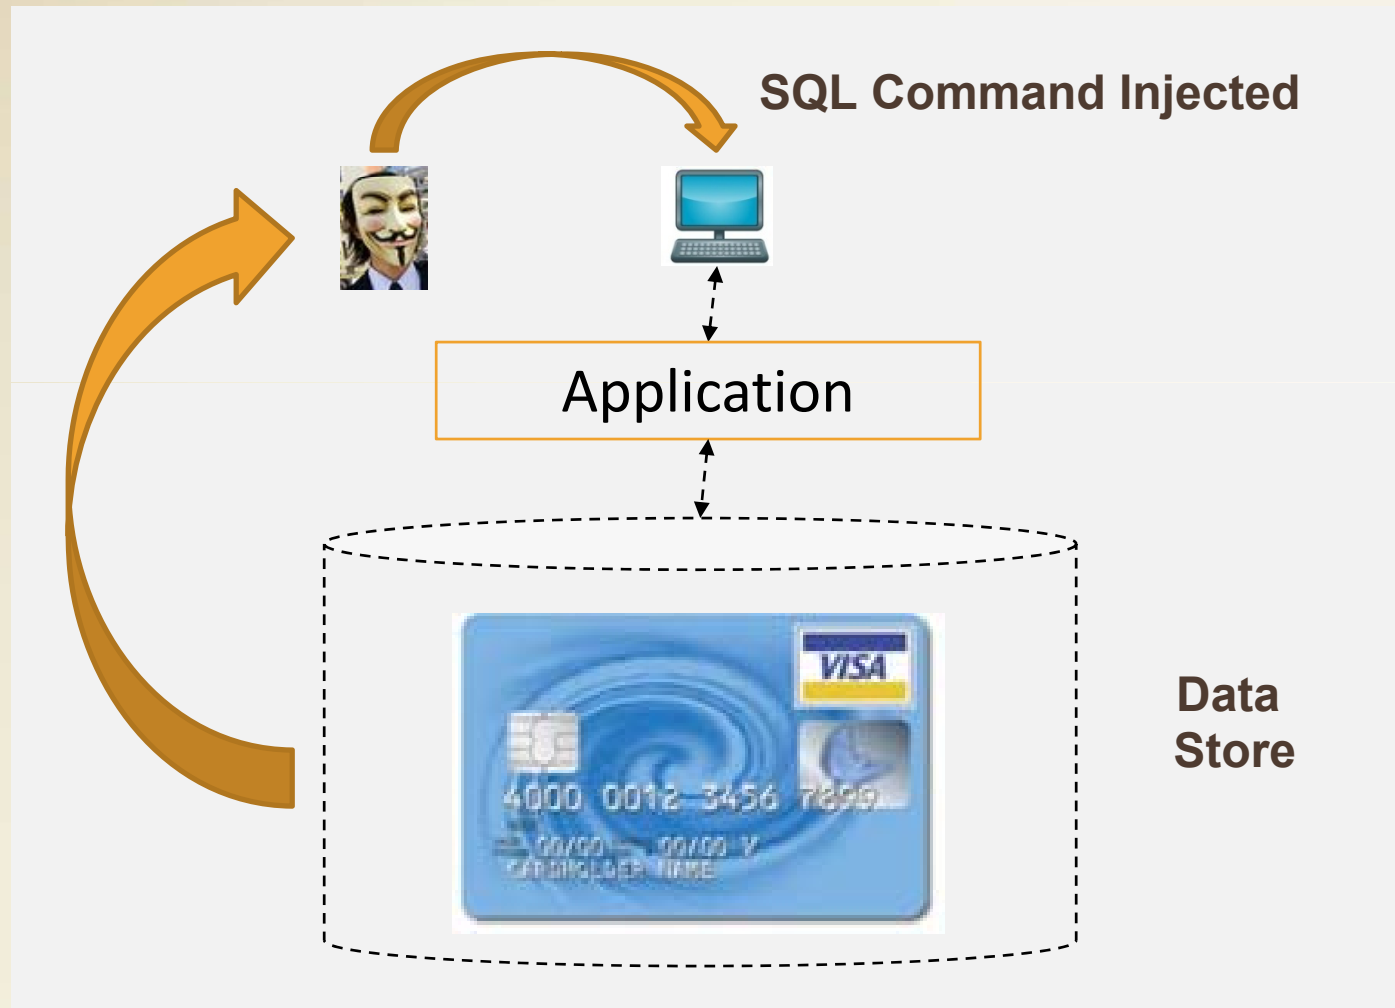 SQL Command Injected
Application
VISA
4000 0012 3456 7899
00/00 00/00 V
CARDHOLDER NAME
Data
Store